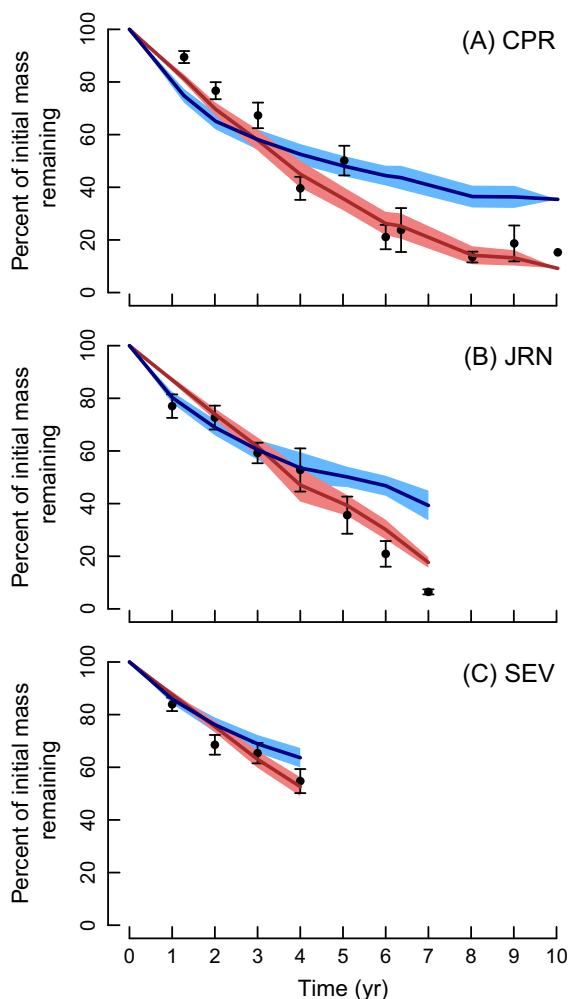 (A) CPR
Percent of initial mass
remaining
100
80
60
40
20
0
(B) JRN
Percent of initial mass
remaining
100
80
60
40
20
0
(C) SEV
Percent of initial mass
remaining
100
80
60
40
20
0
0 1 2 3 4 5 6 7 8 9 10
Time (yr)